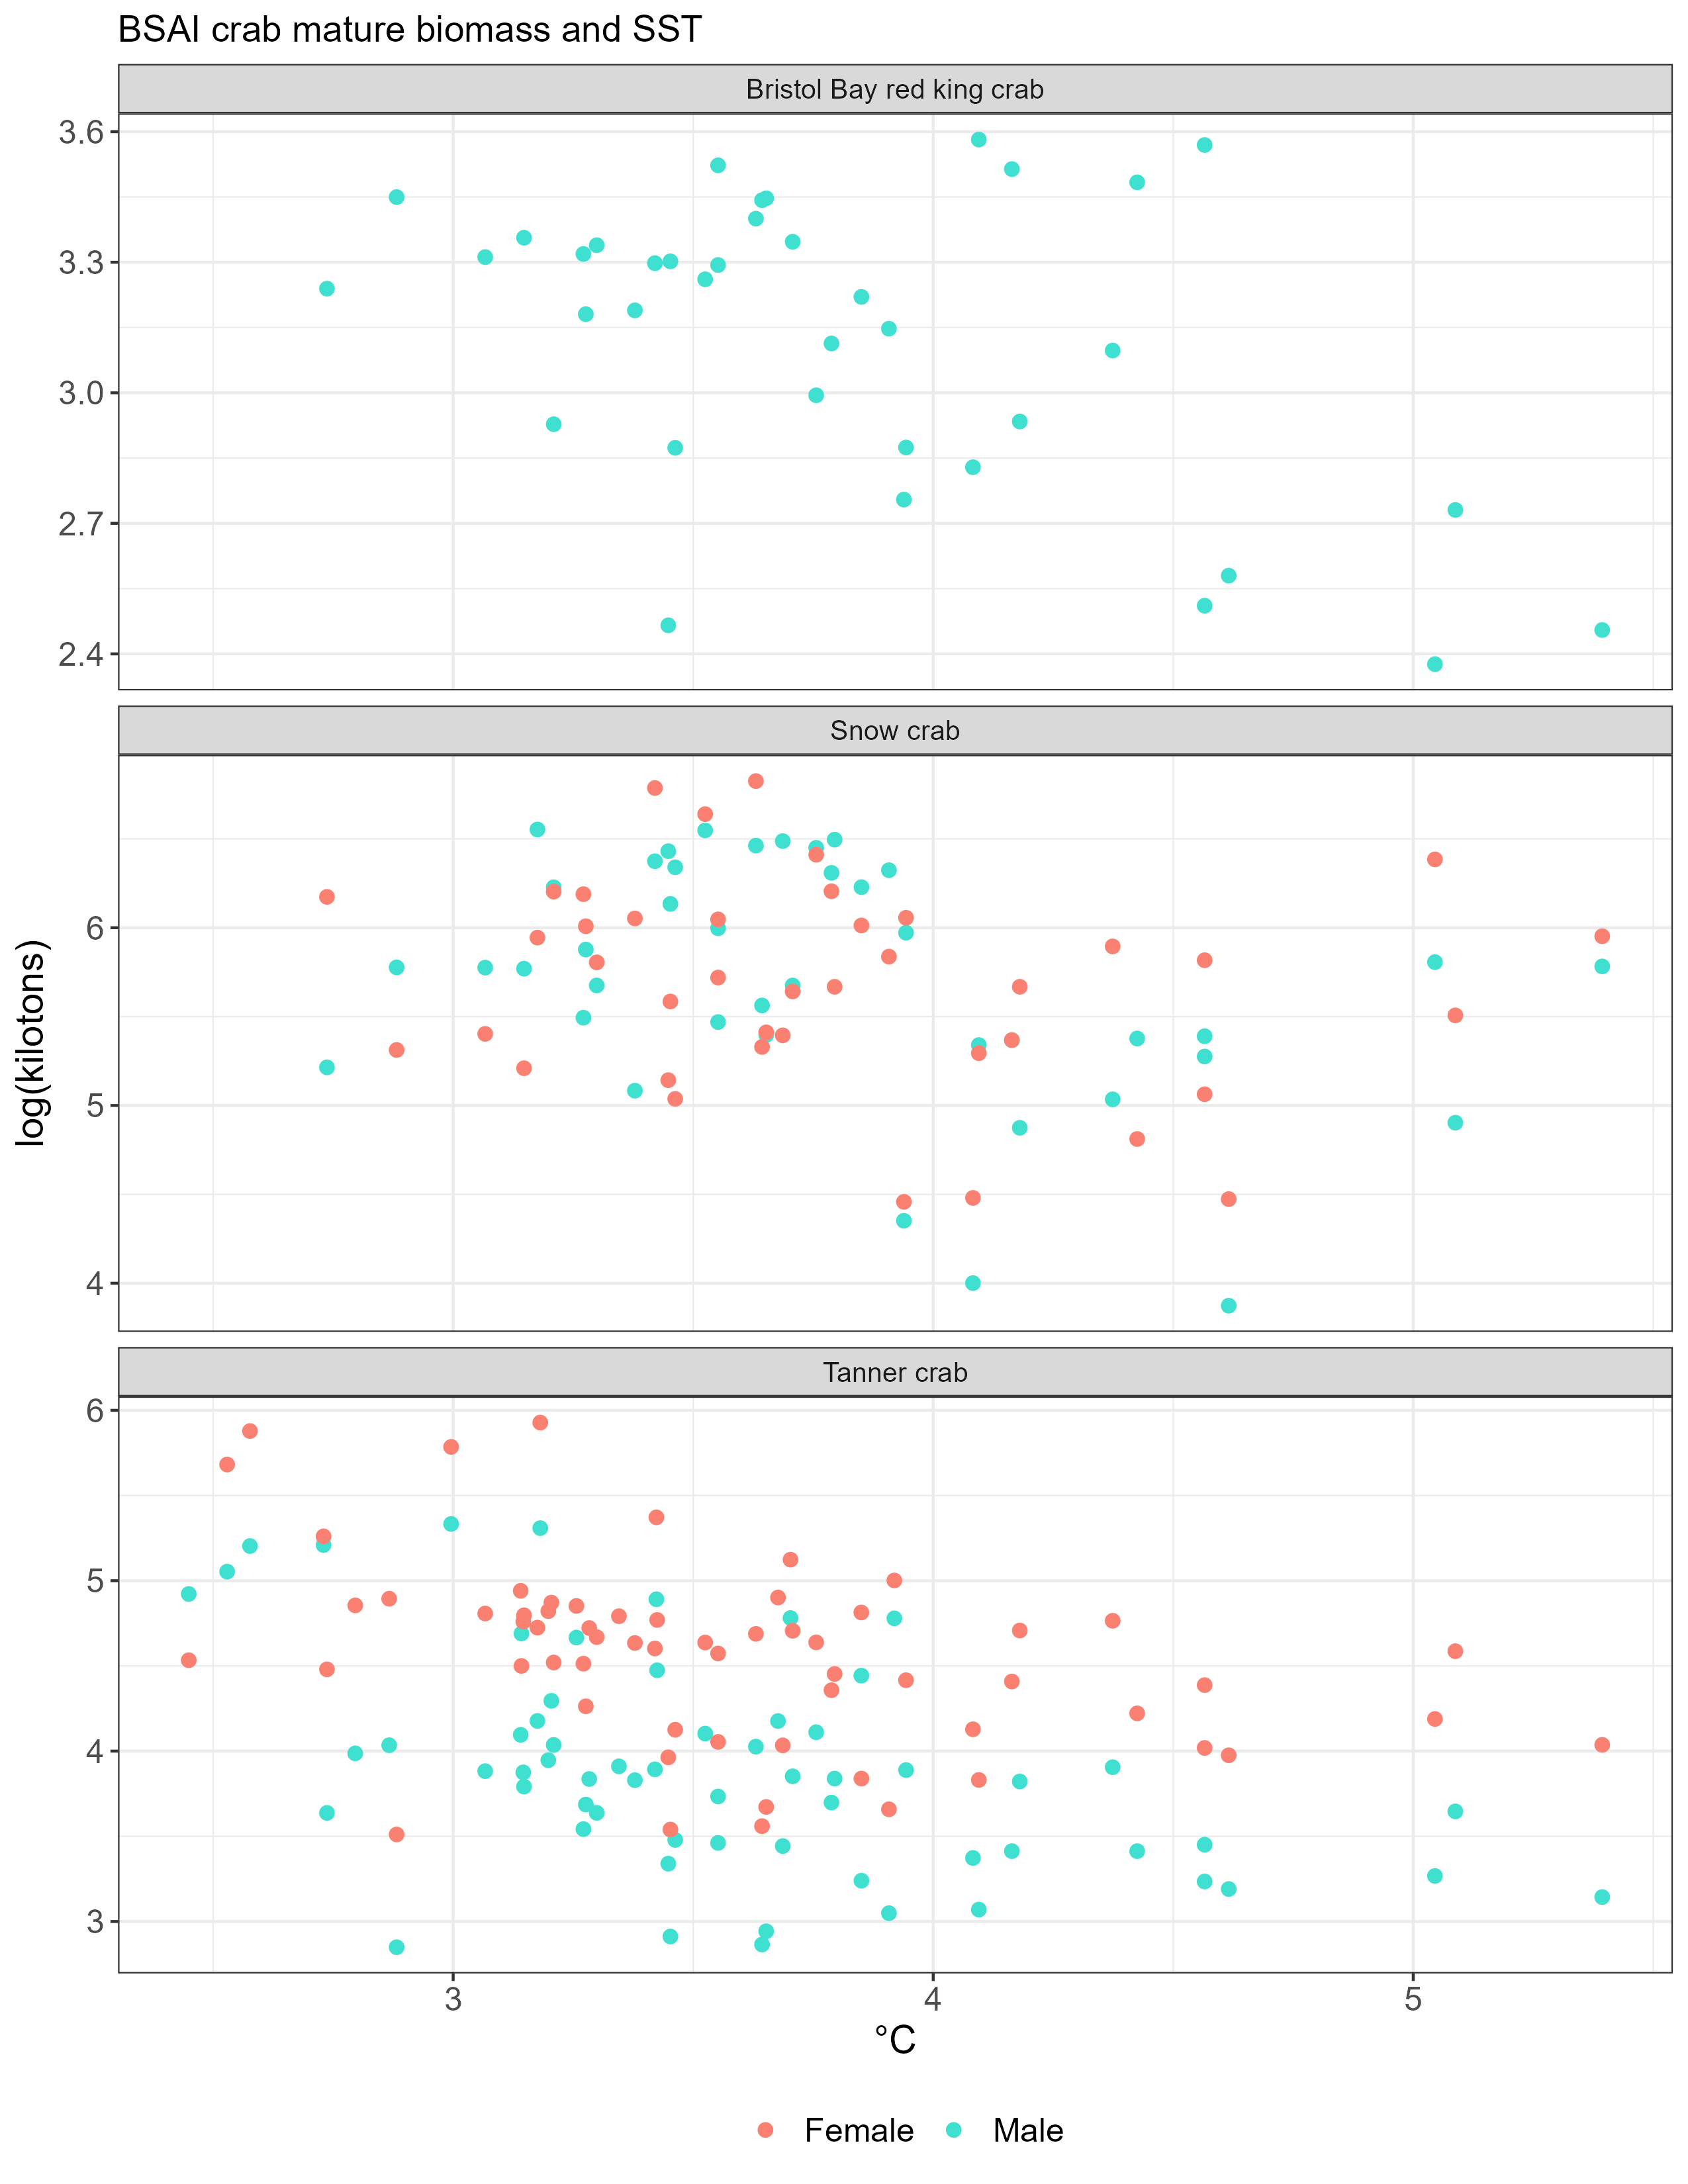 BSAI crab mature biomass and SST
Bristol Bay red king crab
3.6
3.3
3.0
2.7
2.4
Snow crab
6
5
4
log(kilotons)
Tanner crab
6
5
4
3
3 4 5
°C
Female Male